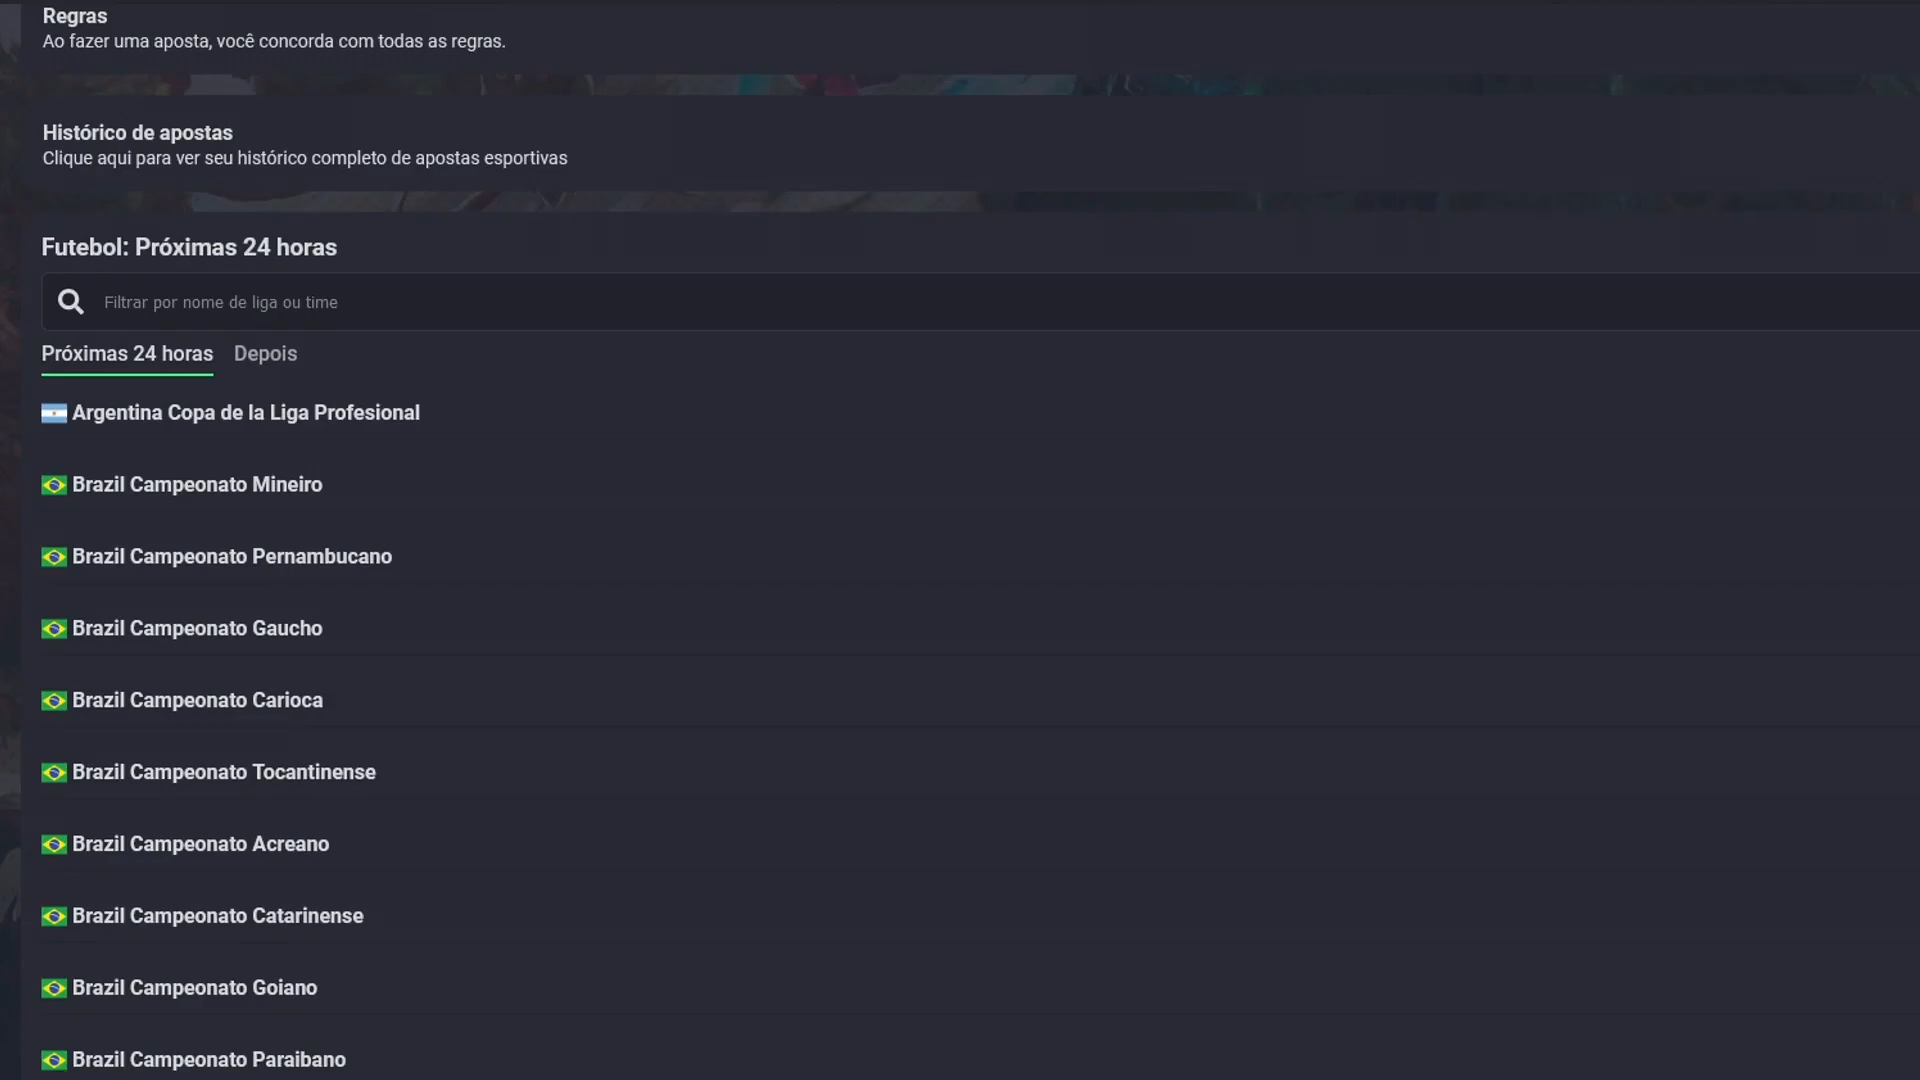 Regras
Ao fazer uma aposta, você concorda com todas as regras.
Histórico de apostas
Clique aqui para ver seu histórico completo de apostas esportivas
Futebol: Próximas 24 horas
Filtrar por nome de liga ou time
Próximas 24 horas Depois
Argentina Copa de la Liga Profesional
Brazil Campeonato Mineiro
Brazil Campeonato Pernambucano
Brazil Campeonato Gaucho
Brazil Campeonato Carioca
Brazil Campeonato Tocantinense
Brazil Campeonato Acreano
Brazil Campeonato Catarinense
Brazil Campeonato Goiano
Brazil Campeonato Paraibano